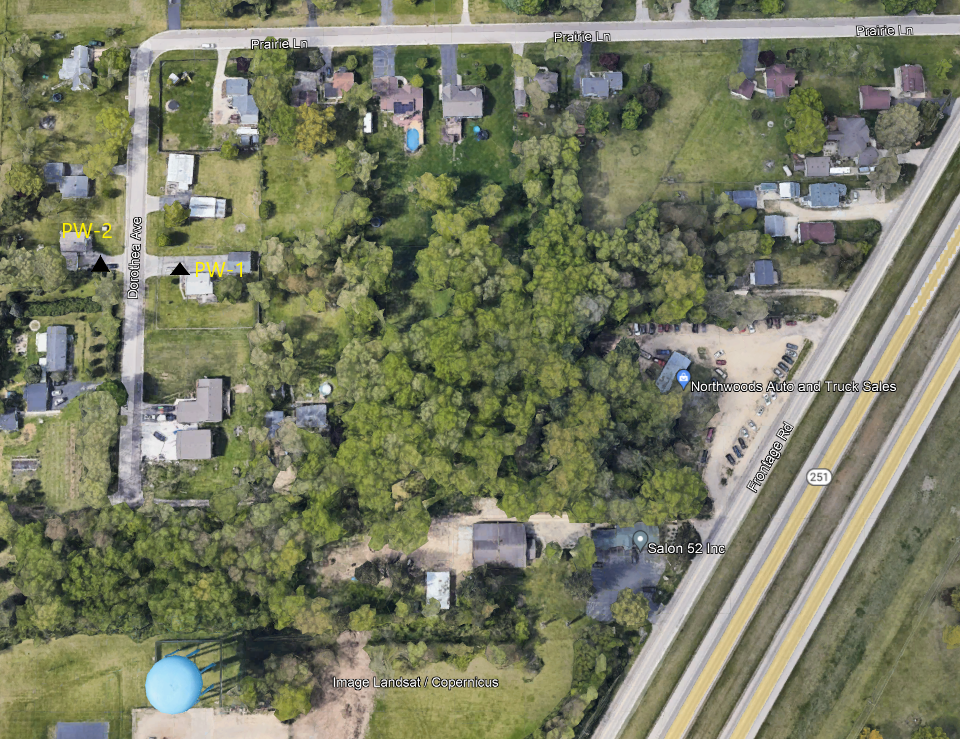 Prairie Ln
Prairie Ln
Prairie Ln
Dorothea Ave
PW-2
PW-1
Northwoods Auto and Truck Sales
Frontage Rd
251
Salon 52 Inc
Image Landsat / Copernicus